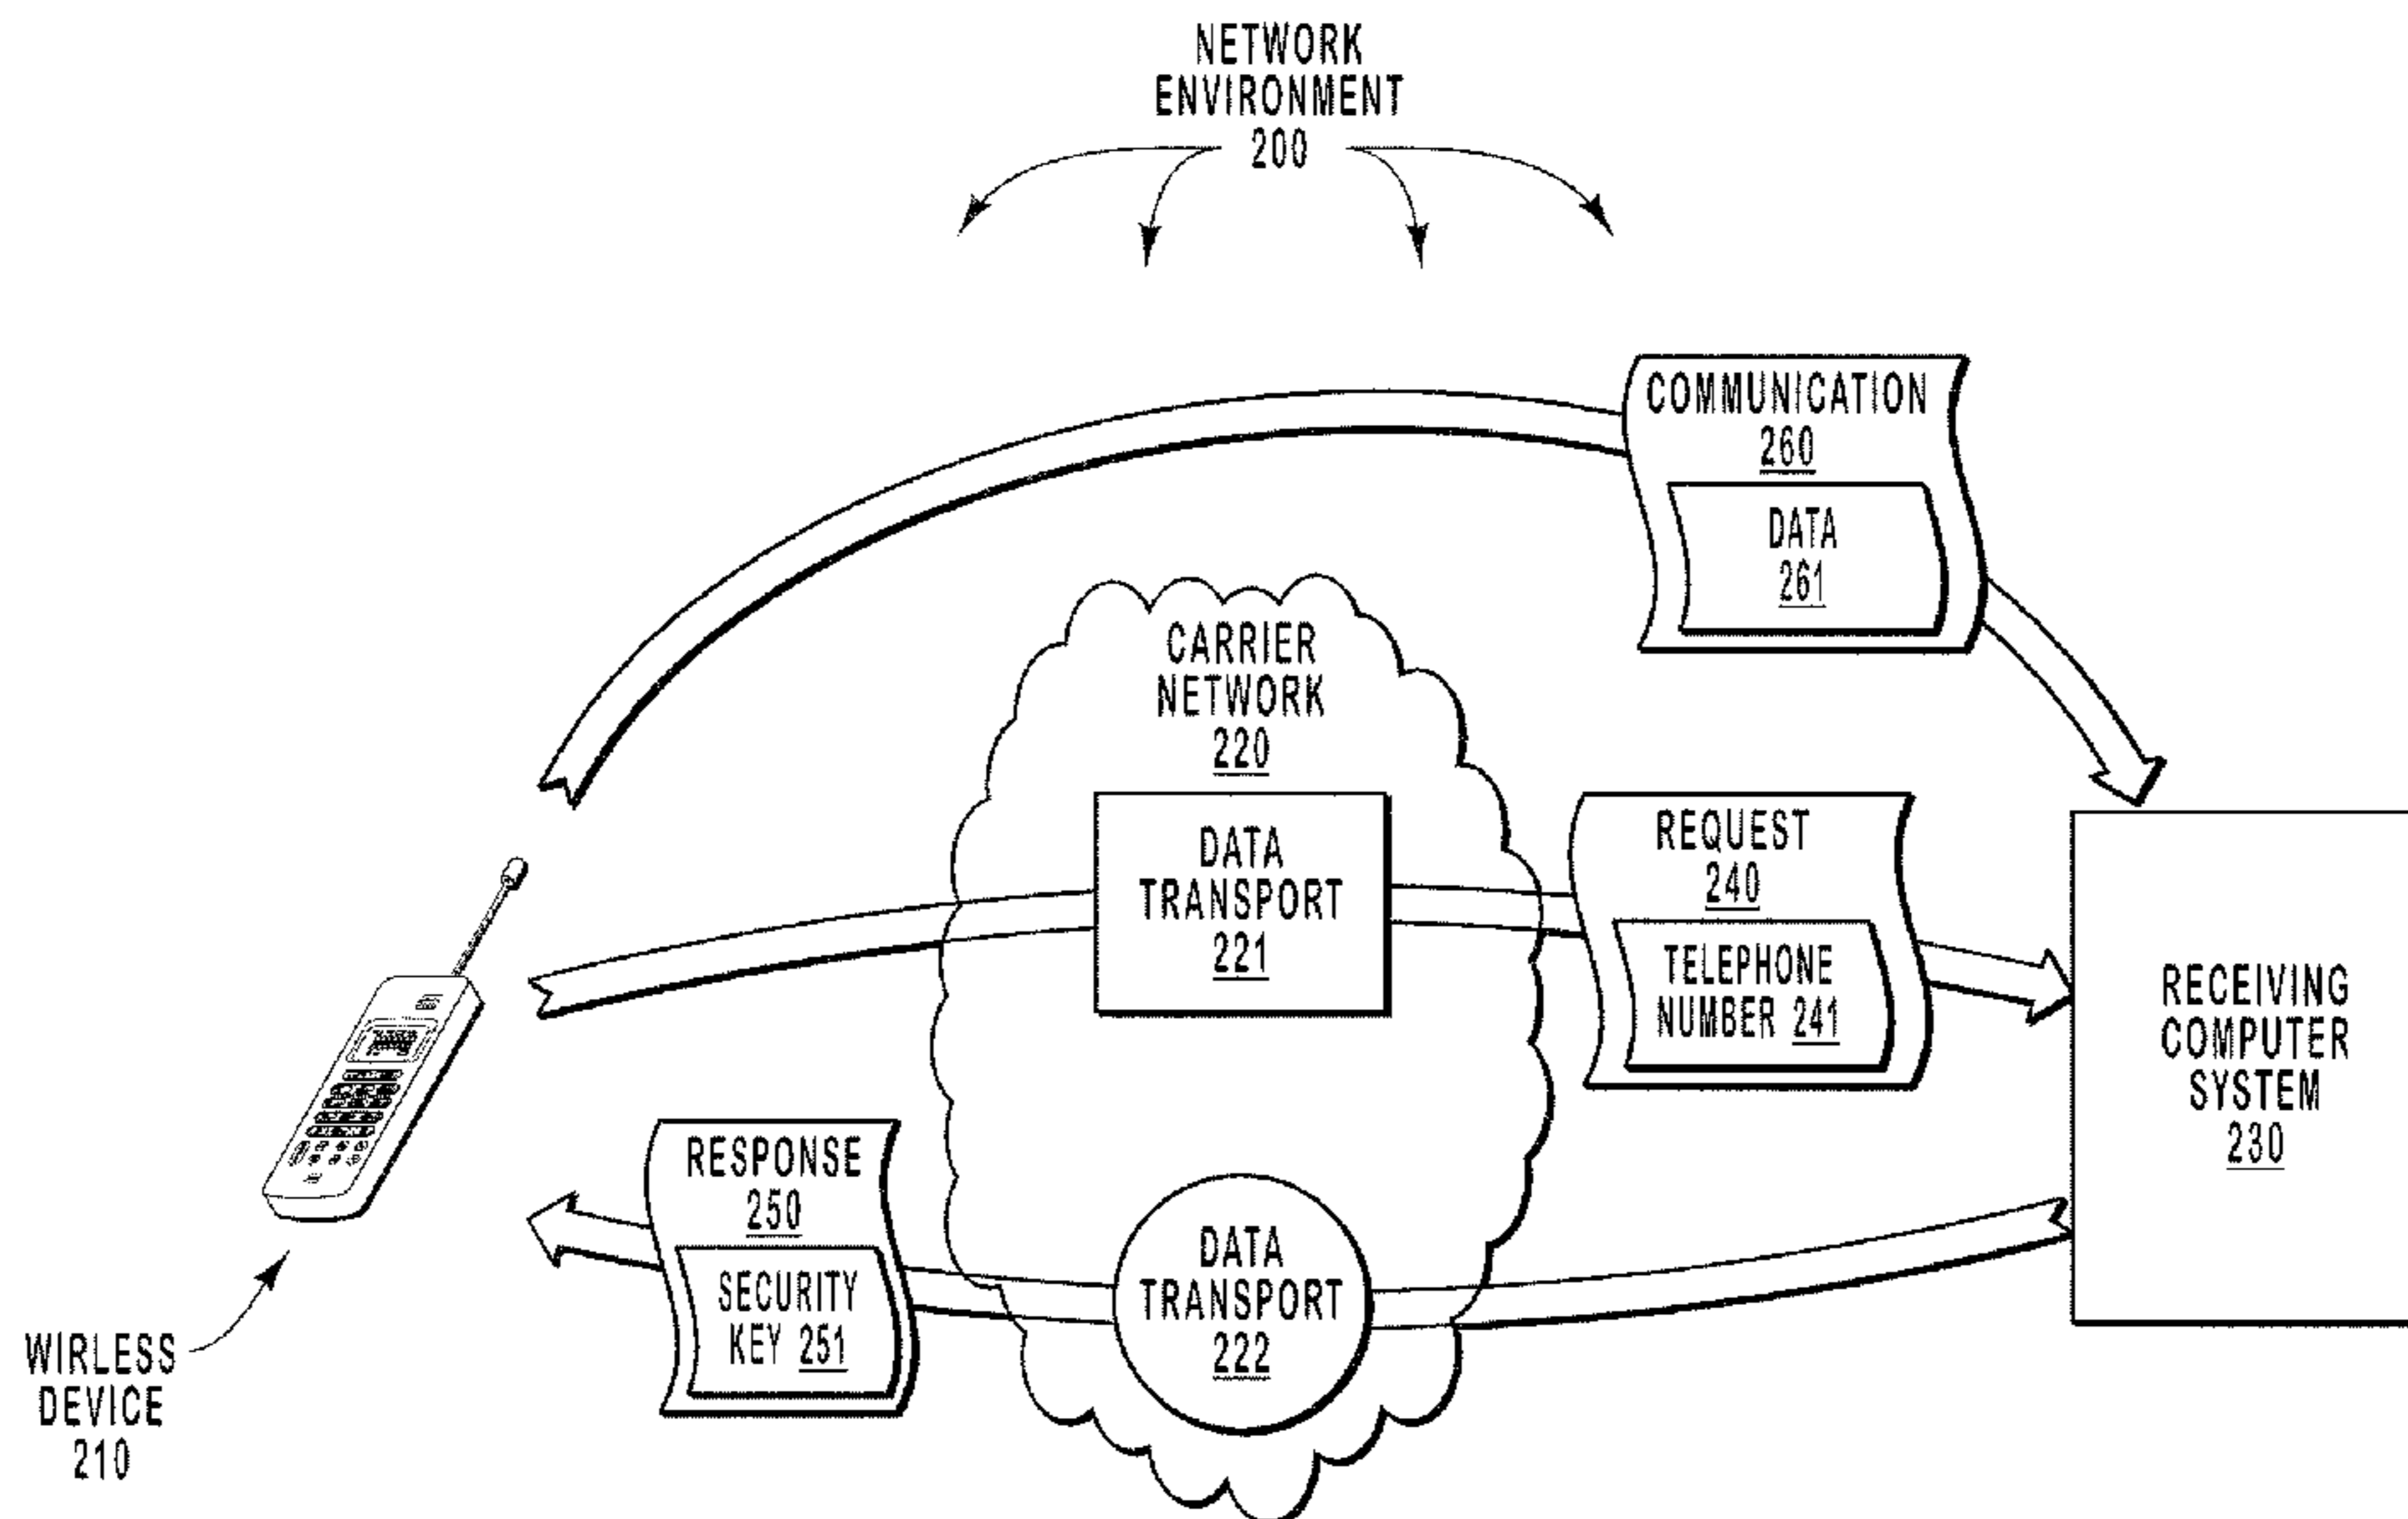 NETWORK
ENVIRONMENT
200
COMMUNICATION
260
DATA
261
CARRIER
NETWORK
220
DATA
TRANSPORT
221
REQUEST
240
TELEPHONE
NUMBER 241
RECEIVING
COMPUTER
SYSTEM
230
RESPONSE
250
SECURITY
KEY 251
DATA
TRANSPORT
222
WIRLESS
DEVICE
210